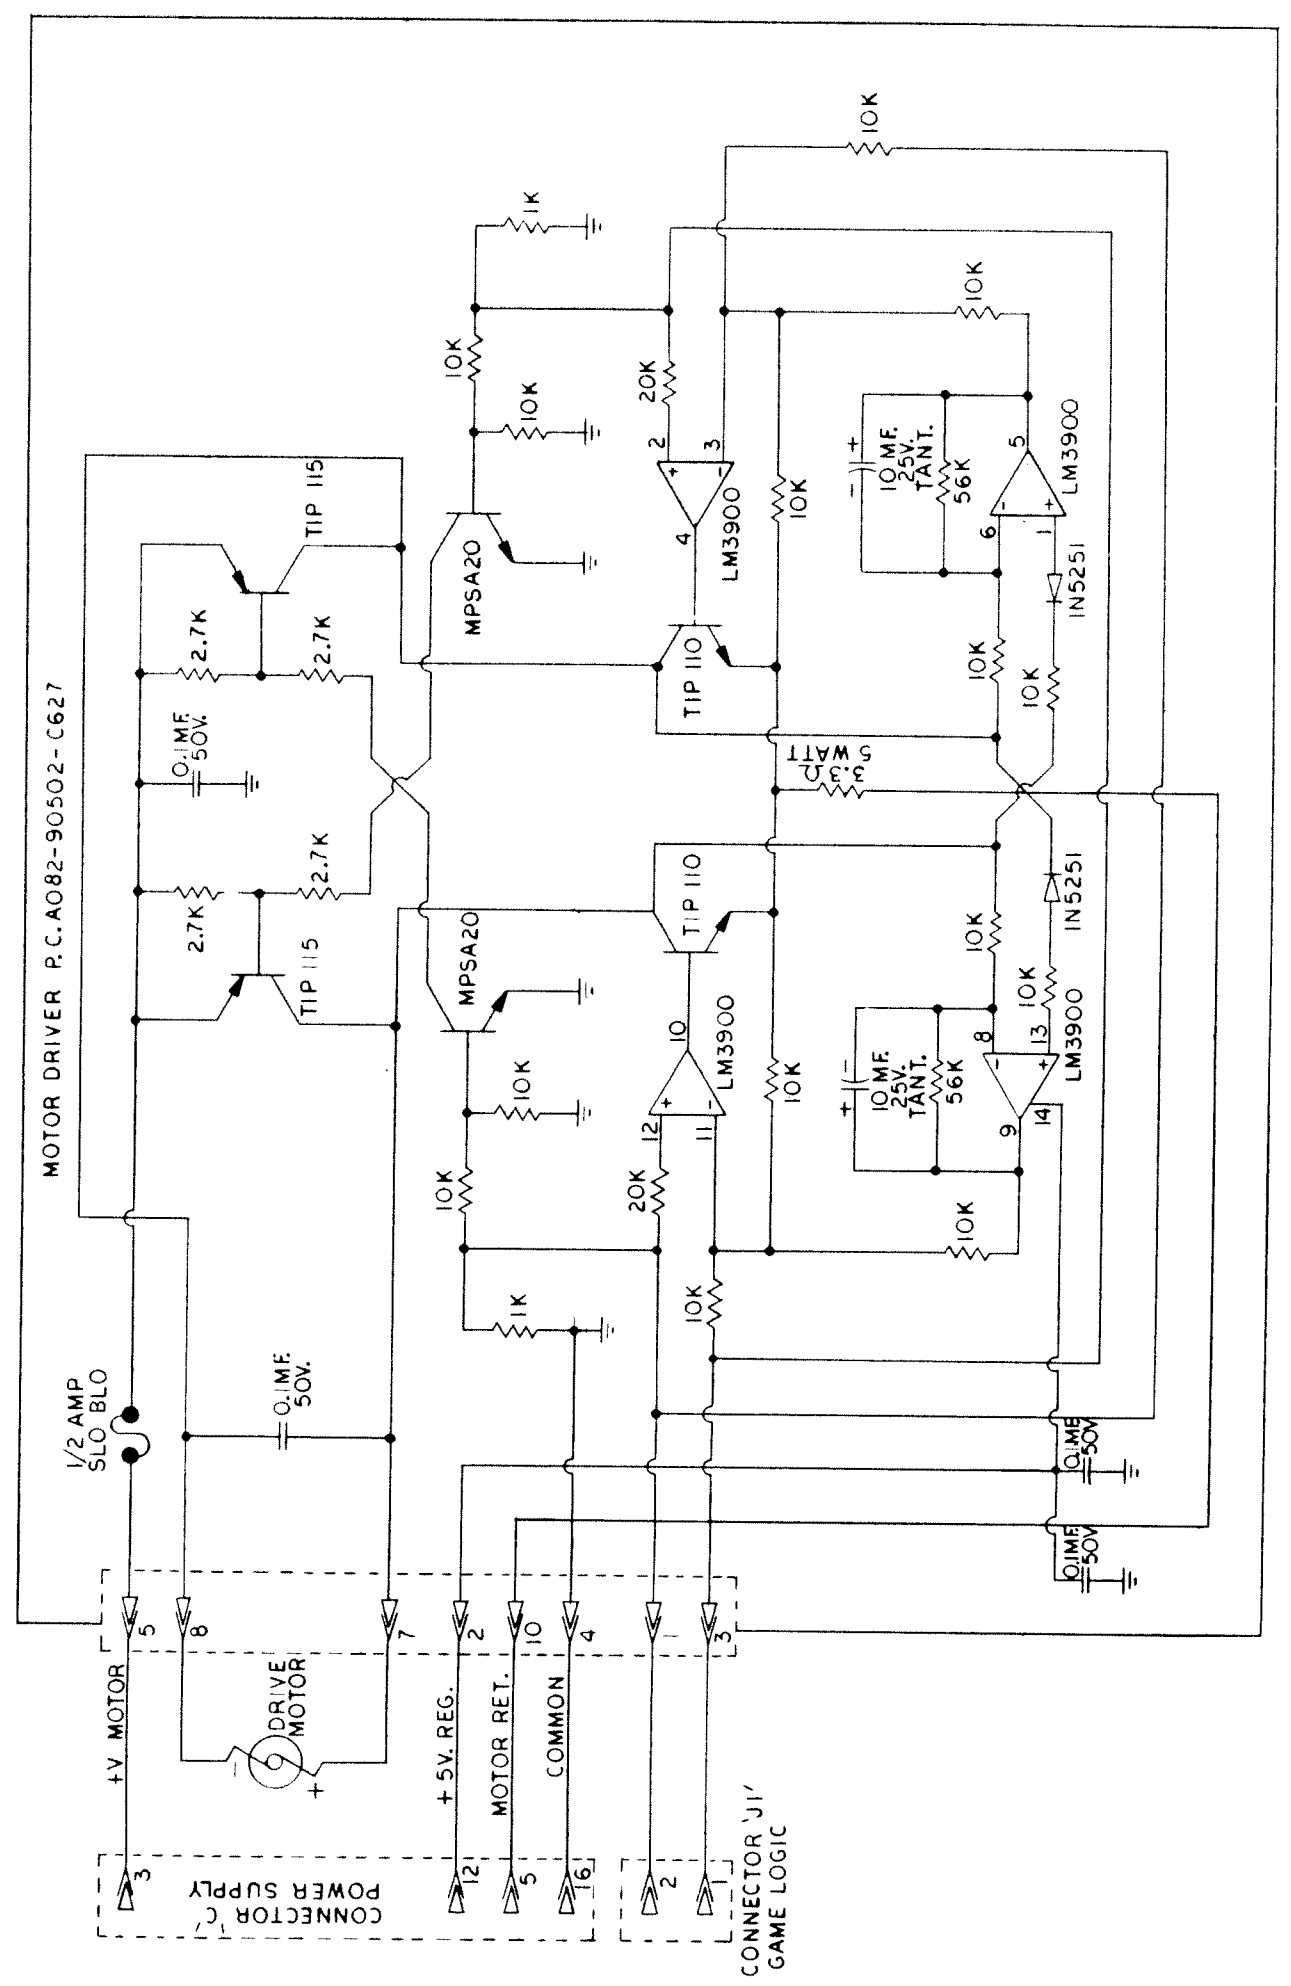 MOTOR DRIVER P.C. A082-90502-C627
1/2 AMP
SLO BLO
0.1MF.
50V.
TIP 115
2.7K
2.7K
0.1MF.
50V.
2.7K
2.7K
TIP 115
MPSA20
10K
10K
1K
MPSA20
10K
10K
1K
20K
12
11
+
-
10
LM3900
TIP 110
10K
10K
3.3Ω
5 WATT
TIP 110
4
LM3900
2
3
+
-
20K
10K
10K
10K
+
-
10 MF.
25V.
TANT.
56K
9
14
8
13
-
+
LM3900
10K
10K
10K
1N5251
10K
10K
1N5251
6
1
-
+
5
LM3900
- +
10 MF.
25V.
TANT.
56K
10K
0.1MF.
50V
0.1MF.
50V
5
8
7
2
10
4
1
3
+V MOTOR
DRIVE
MOTOR
-
+
+5V. REG.
MOTOR RET.
COMMON
3
12
5
16
CONNECTOR 'C'
POWER SUPPLY
2
1
CONNECTOR 'J1'
GAME LOGIC